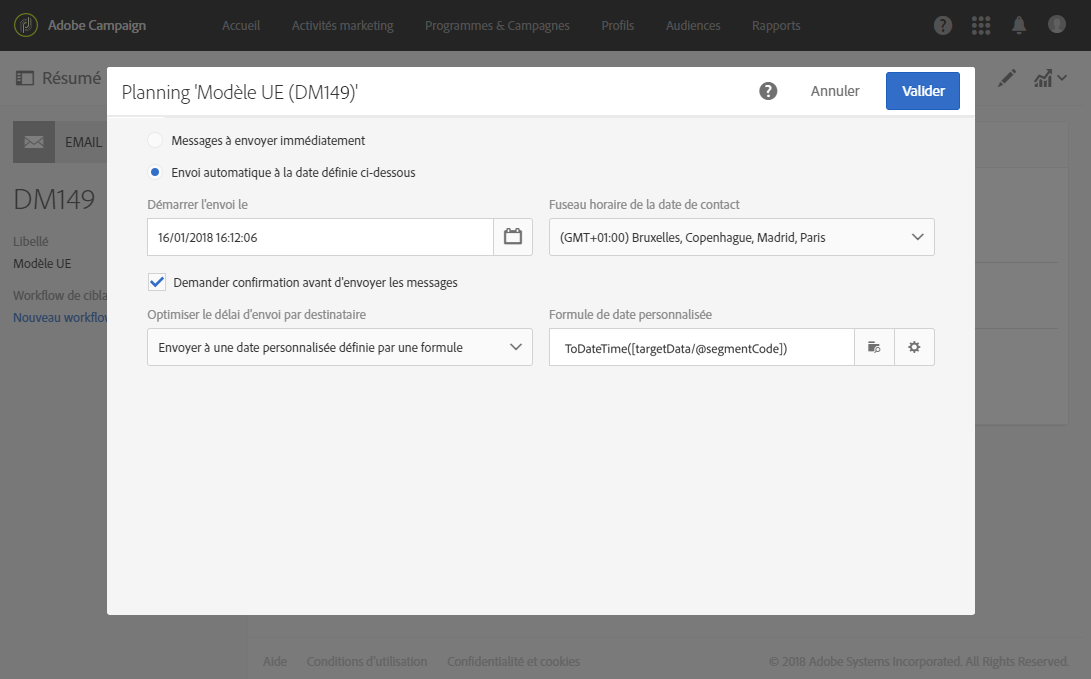 Adobe Campaign
Accueil
Activités marketing
Programmes & Campagnes
Profils
Audiences
Rapports
Résumé
Planning 'Modèle UE (DM149)'
Annuler
Valider
EMAIL
DM149
Libellé
Modèle UE
Workflow de cibla
Nouveau workflow
Messages à envoyer immédiatement
Envoi automatique à la date définie ci-dessous
Démarrer l'envoi le
Fuseau horaire de la date de contact
16/01/2018 16:12:06
(GMT+01:00) Bruxelles, Copenhague, Madrid, Paris
Demander confirmation avant d'envoyer les messages
Optimiser le délai d'envoi par destinataire
Formule de date personnalisée
Envoyer à une date personnalisée définie par une formule
ToDateTime([targetData/@segmentCode])
Aide
Conditions d'utilisation
Confidentialité et cookies
© 2018 Adobe Systems Incorporated. All Rights Reserved.